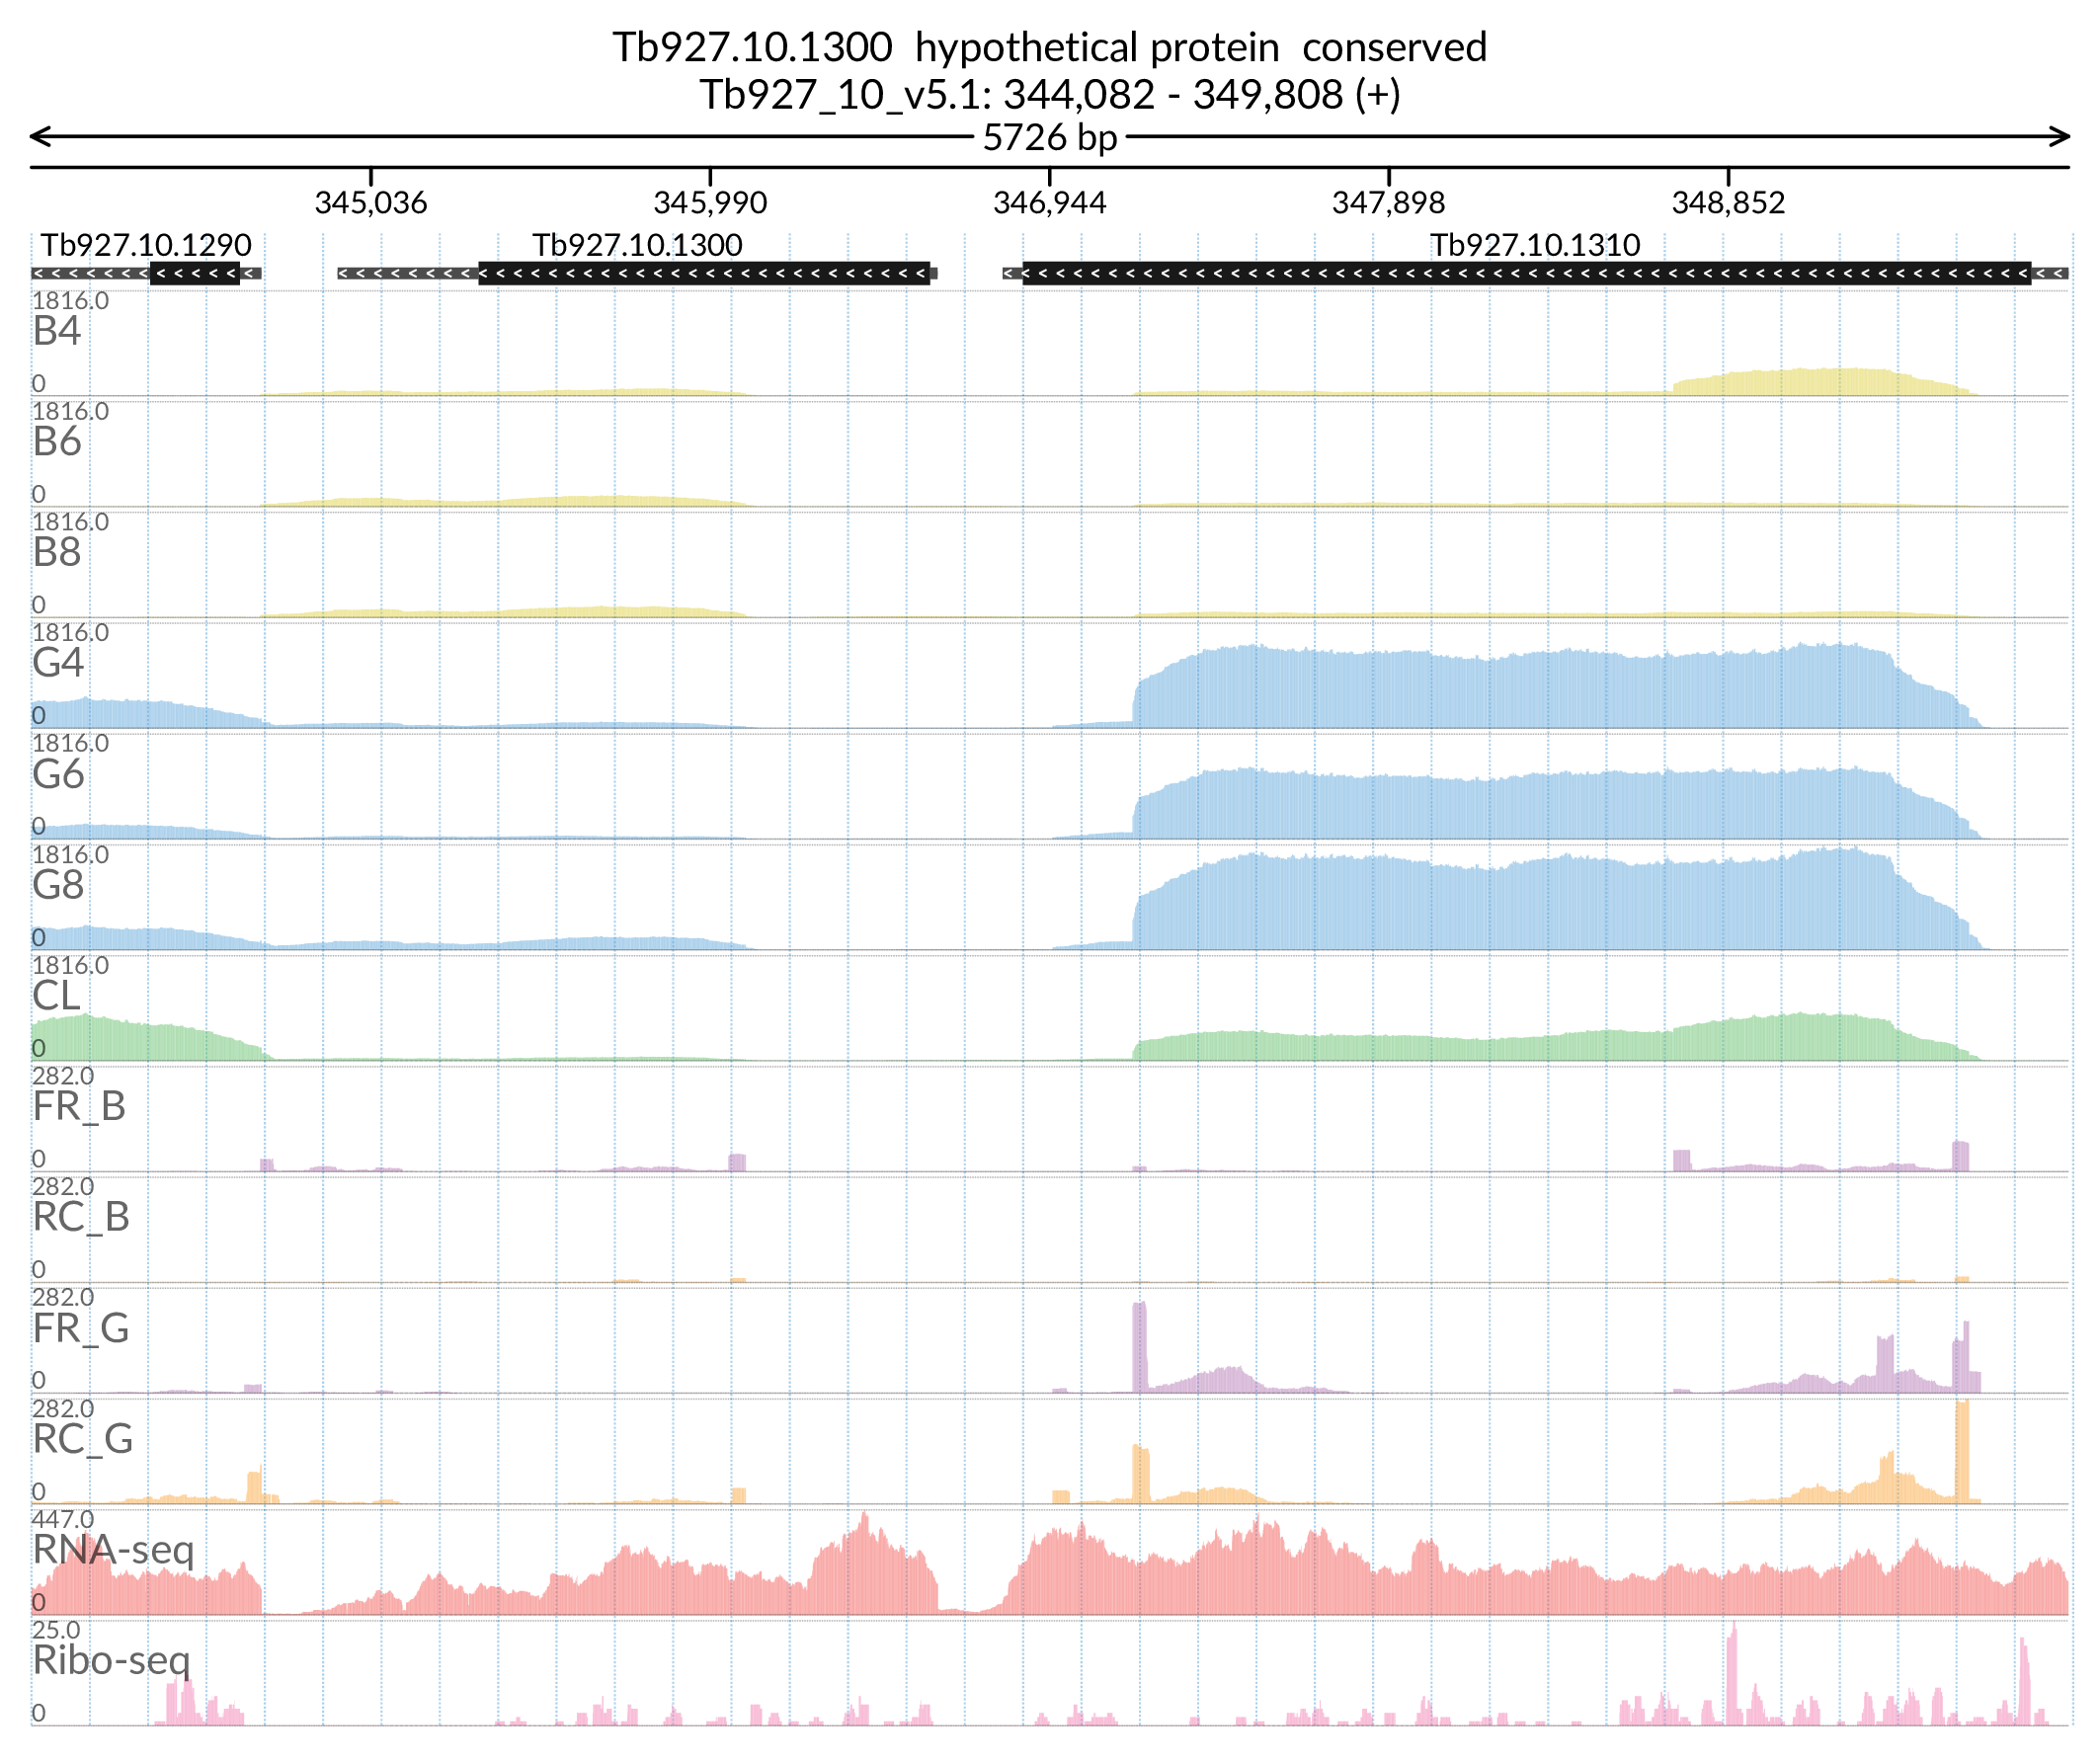 Tb927.10.1300 hypothetical protein conserved
Tb927_10_v5.1: 344,082 - 349,808 (+)
5726 bp
345,036 345,990 346,944 347,898 348,852
Tb927.10.1290 Tb927.10.1300 Tb927.10.1310
1816.0
B4
0
1816.0
B6
0
1816.0
B8
0
1816.0
G4
0
1816.0
G6
0
1816.0
G8
0
1816.0
CL
0
282.0
FR_B
0
282.0
RC_B
0
282.0
FR_G
0
282.0
RC_G
0
447.0
RNA-seq
0
25.0
Ribo-seq
0